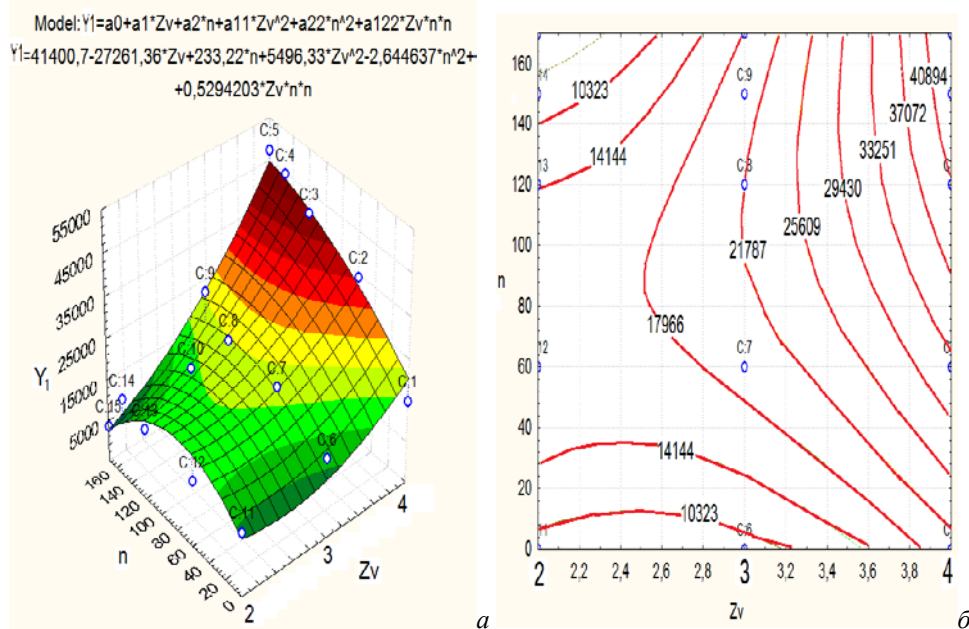 Model:Y1=a0+a1*Zv+a2*n+a11*Zv^2+a22*n^2+a122*Zv*n*n
Y1=41400,7-27261,36*Zv+233,22*n+5496,33*Zv^2-2,644637*n^2+
+0,5294203*Zv*n*n
C:5
C:4
C:3
C:2
C:9
C:8
C:10
C:7
C:1
C:14
C:15
C:13
C:12
C:6
C:11
55000
45000
35000
25000
15000
5000
Y1
160
140
120
100
80
60
40
20
0
n
2
3
4
Zv
а
160
140
120
100
80
60
40
20
0
n
10323
C:9
40894
37072
14144
33251
C:8
29430
25609
21787
17966
C:7
14144
10323
C:6
2
2,2
2,4
2,6
2,8
3
3,2
3,4
3,6
3,8
4
Zv
б